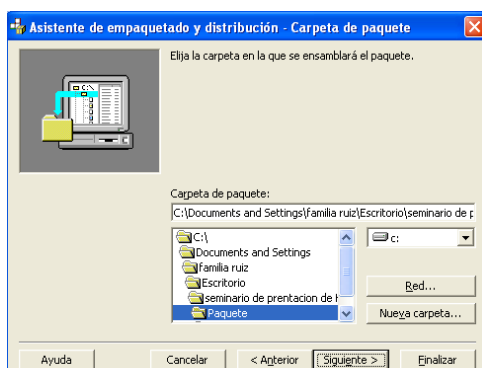 Asistente de empaquetado y distribución - Carpeta de paquete
Elija la carpeta en la que se ensamblará el paquete.
Carpeta de paquete:
C:\Documents and Settings\familia ruiz\Escritorio\seminario de p
C:\
Documents and Settings
familia ruiz
Escritorio
seminario de prentacion de
Paquete
c:
Red...
Nueva carpeta...
Ayuda
Cancelar
< Anterior
Siguiente >
Finalizar